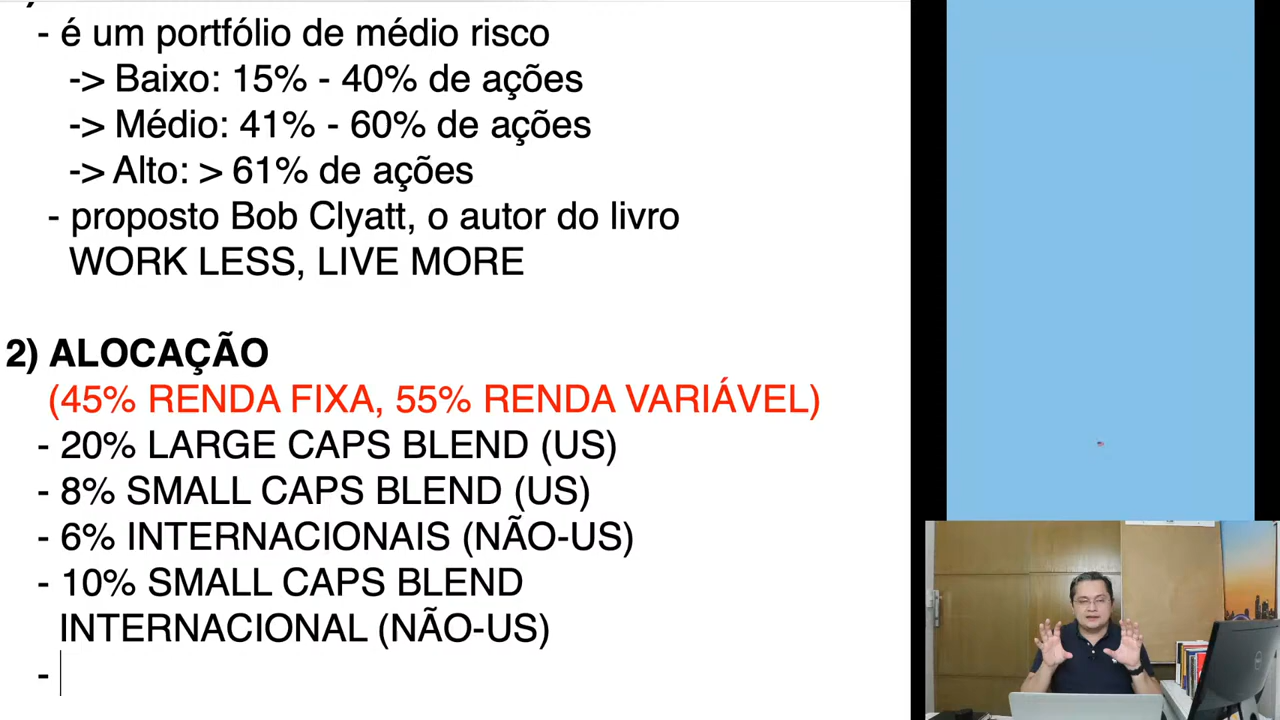 - é um portfólio de médio risco
-> Baixo: 15% - 40% de ações
-> Médio: 41% - 60% de ações
-> Alto: > 61% de ações
- proposto Bob Clyatt, o autor do livro
WORK LESS, LIVE MORE
2) ALOCAÇÃO
(45% RENDA FIXA, 55% RENDA VARIÁVEL)
- 20% LARGE CAPS BLEND (US)
- 8% SMALL CAPS BLEND (US)
- 6% INTERNACIONAIS (NÃO-US)
- 10% SMALL CAPS BLEND
INTERNACIONAL (NÃO-US)
-